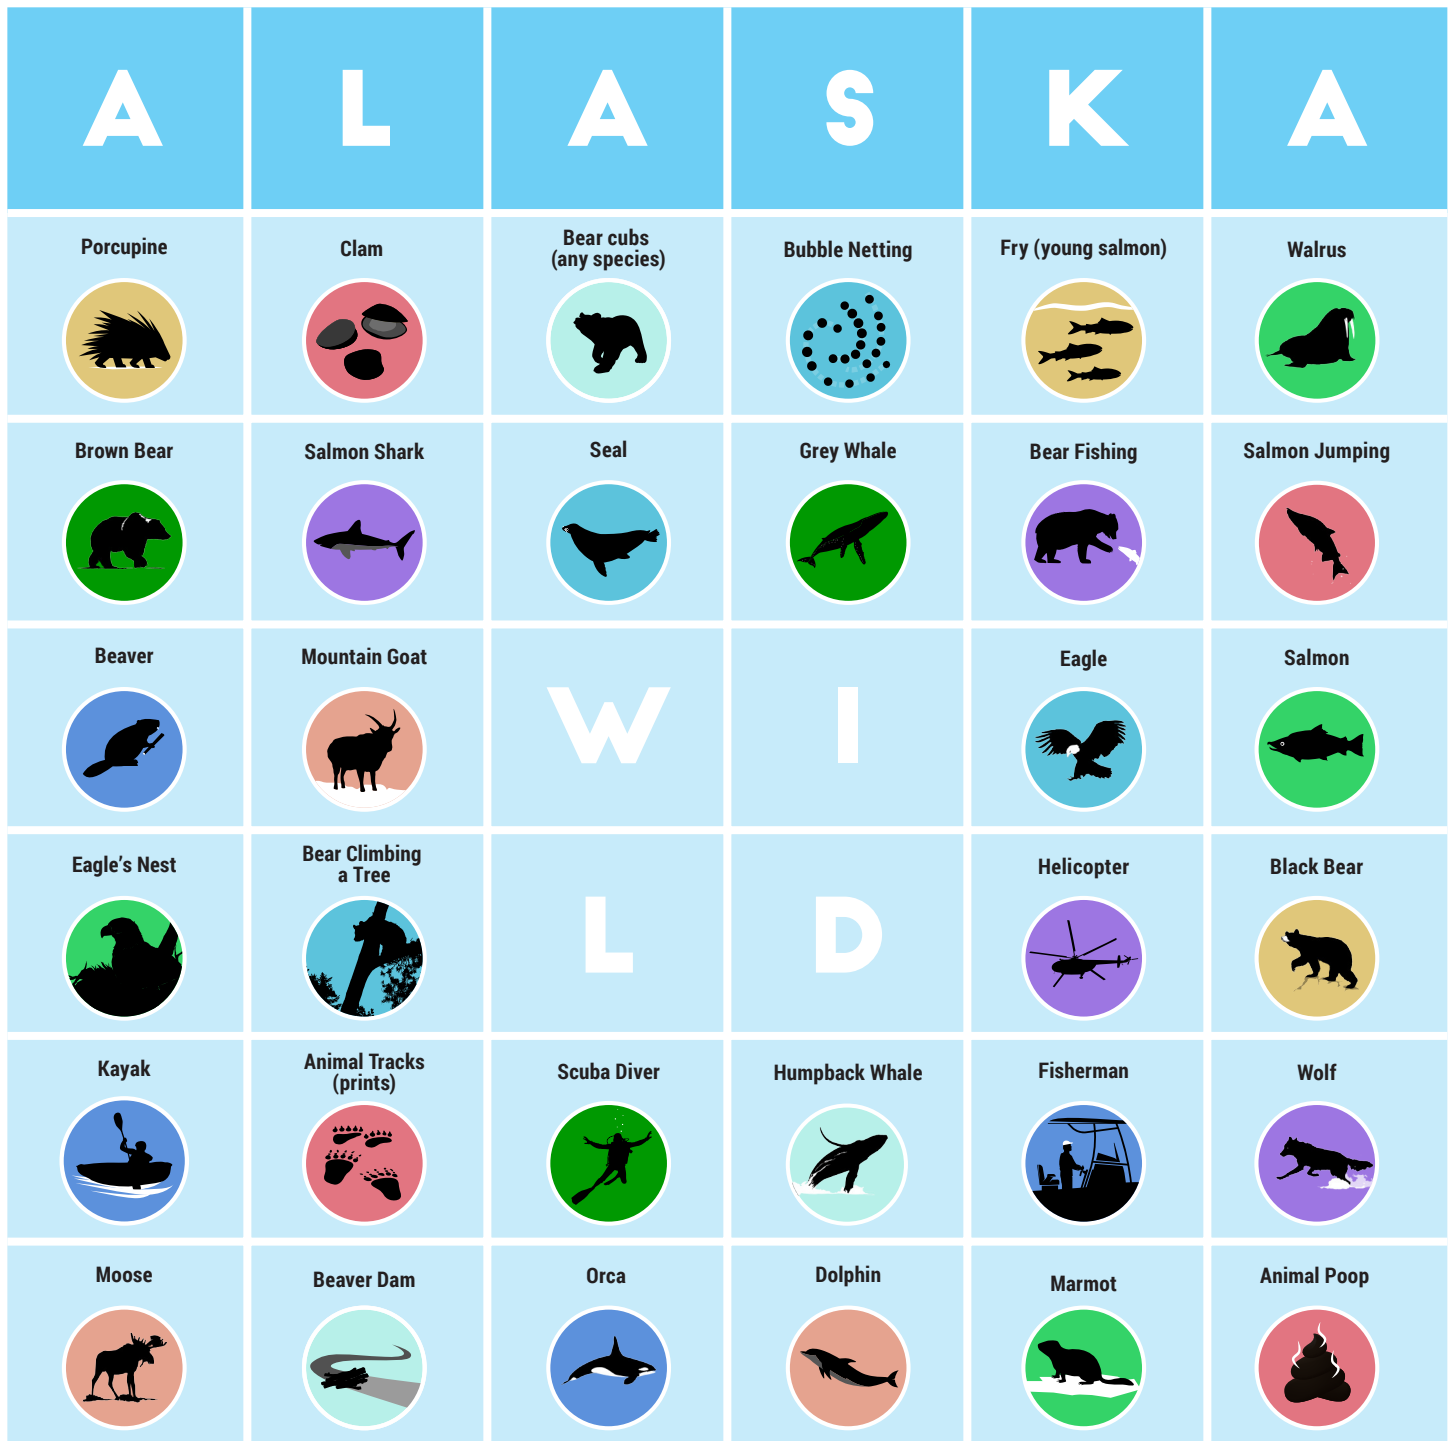 A L A S K A
Porcupine
Clam
Bear cubs
(any species)
Bubble Netting
Fry (young salmon)
Walrus
Brown Bear
Salmon Shark
Seal
Grey Whale
Bear Fishing
Salmon Jumping
Beaver
Mountain Goat
W I
Eagle
Salmon
Eagle’s Nest
Bear Climbing
a Tree
L D
Helicopter
Black Bear
Kayak
Animal Tracks
(prints)
Scuba Diver
Humpback Whale
Fisherman
Wolf
Moose
Beaver Dam
Orca
Dolphin
Marmot
Animal Poop